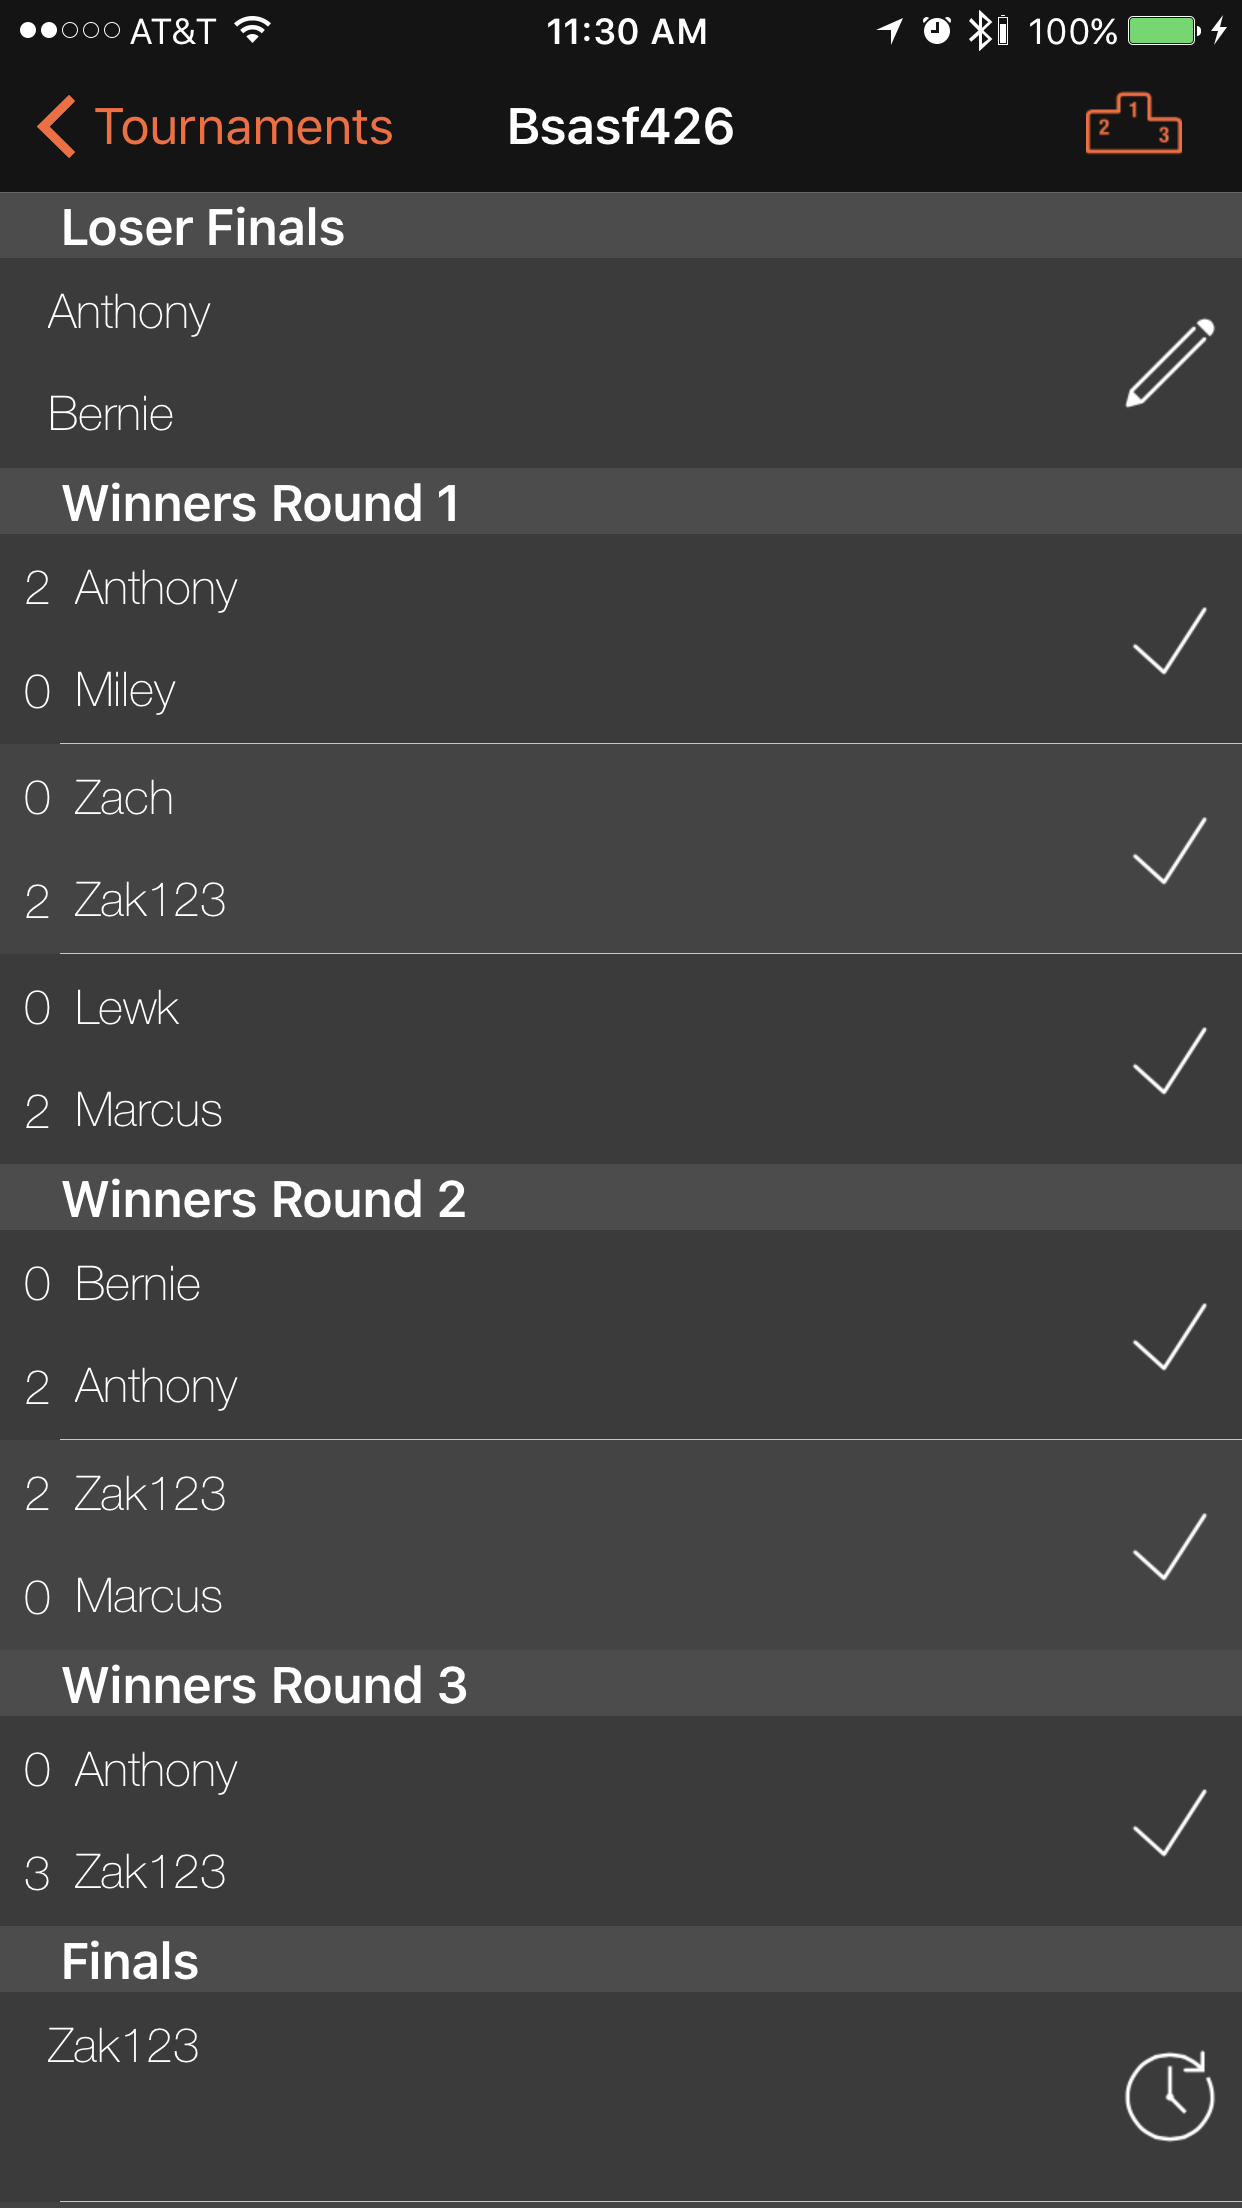 AT&T 11:30 AM 100%
Tournaments Bsasf426 2 1 3
Loser Finals
Anthony
Bernie
Winners Round 1
2 Anthony
0 Miley
0 Zach
2 Zak123
0 Lewk
2 Marcus
Winners Round 2
0 Bernie
2 Anthony
2 Zak123
0 Marcus
Winners Round 3
0 Anthony
3 Zak123
Finals
Zak123